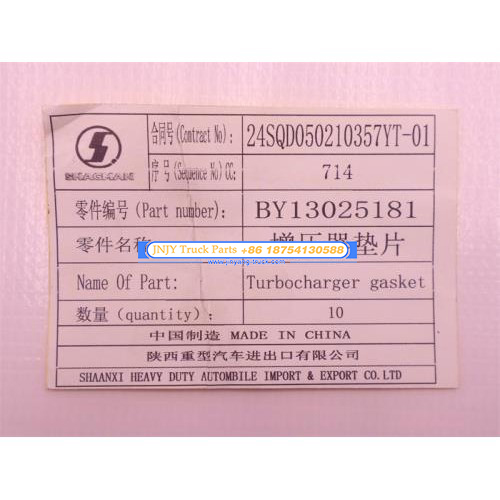 SHACMAN
合同号(Contract No): 24SQD050210357YT-01
序号(Sequence No) CC: 714
零件编号(Part number): BY13025181
零件名称 增压器垫片
JNJY Truck Parts +86 18754130588
Name Of Part: Turbocharger gasket
数量(quantity): 10
中国制造 MADE IN CHINA
陕西重型汽车进出口有限公司
SHAANXI HEAVY DUTY AUTOMBILE IMPORT & EXPORT CO.LTD